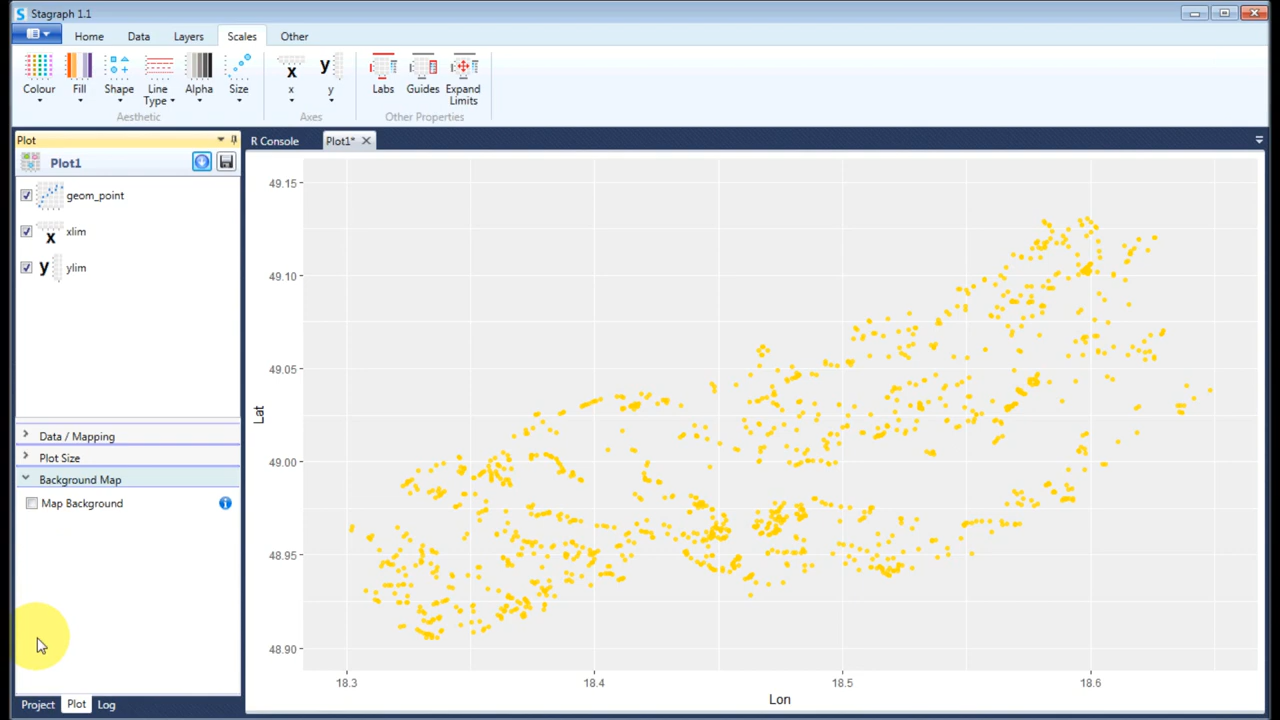 Stagraph 1.1
Home Data Layers Scales Other
Colour Fill Shape Line Type Alpha Size x y Labs Guides Expand Limits
Aesthetic Axes Other Properties
Plot
R Console Plot1*
Plot1
geom_point
x xlim
y ylim
Data / Mapping
Plot Size
Background Map
Map Background
Project Plot Log
49.15
49.10
49.05
49.00
48.95
48.90
Lat
18.3 18.4 18.5 18.6
Lon